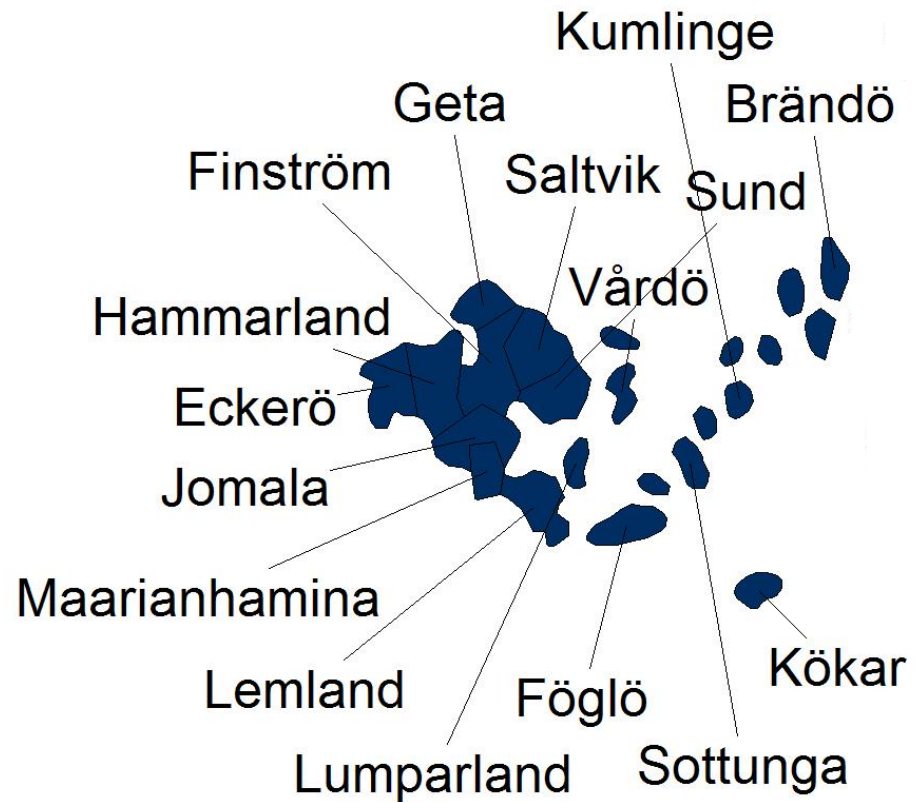 Kumlinge
Geta
Brändö
Finström
Saltvik
Sund
Vårdö
Hammarland
Eckerö
Jomala
Maarianhamina
Lemland
Föglö
Kökar
Lumparland
Sottunga